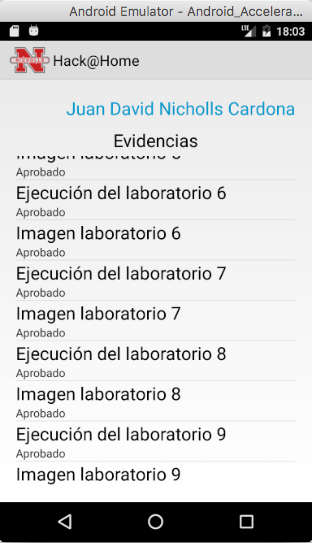 Android Emulator - Android_Accelera...
LTE 18:03
N
NICHOLLS
Hack@Home
Juan David Nicholls Cardona
Evidencias
Imagen laboratorio
Aprobado
Ejecución del laboratorio 6
Aprobado
Imagen laboratorio 6
Aprobado
Ejecución del laboratorio 7
Aprobado
Imagen laboratorio 7
Aprobado
Ejecución del laboratorio 8
Aprobado
Imagen laboratorio 8
Aprobado
Ejecución del laboratorio 9
Aprobado
Imagen laboratorio 9